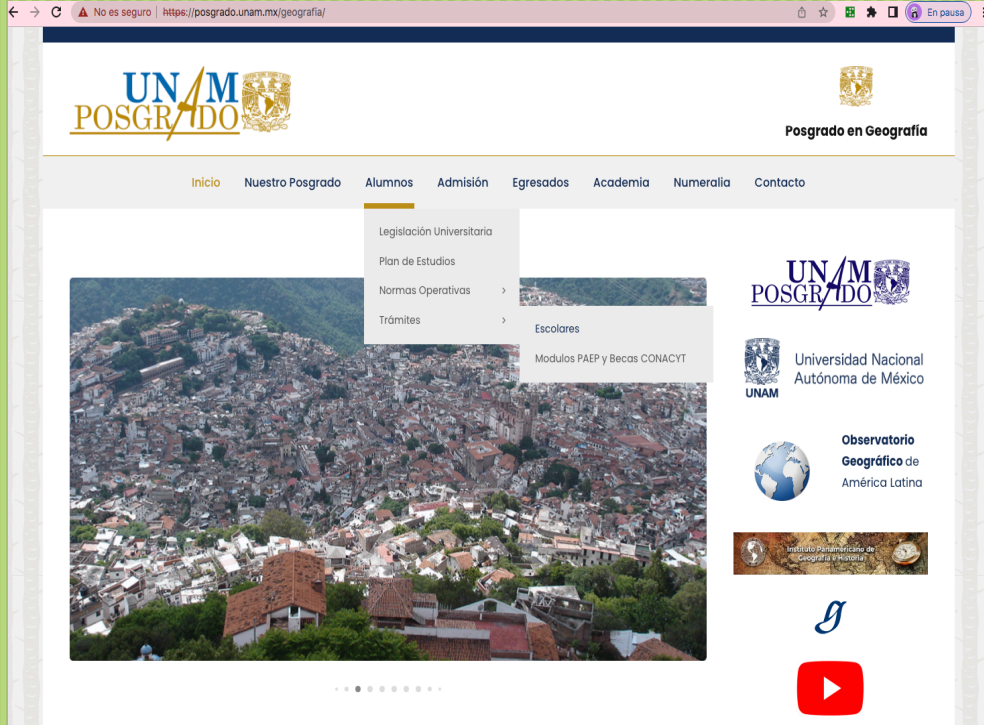 No es seguro | https://posgrado.unam.mx/geografia/
En pausa
UNAM
POSGRADO
Posgrado en Geografía
Inicio Nuestro Posgrado Alumnos Admisión Egresados Academia Numeralia Contacto
Legislación Universitaria
Plan de Estudios
Normas Operativas
Trámites
Escolares
Modulos PAEP y Becas CONACYT
UNAM
POSGRADO
Universidad Nacional
Autónoma de México
UNAM
Observatorio
Geográfico de
América Latina
Instituto Panamericano de
Geografía e Historia
g